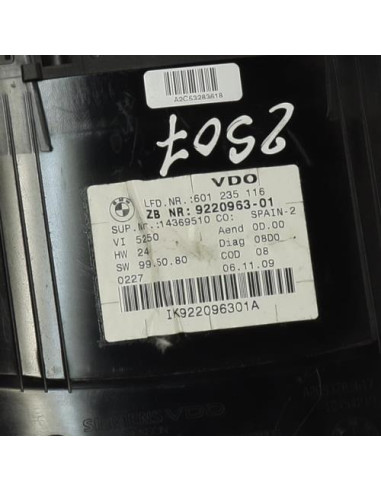 A2C53283618
2507
VDO
LFD.NR.:601 235 116
ZB NR: 9220963-01
SUP.NR.:14369510 CO: SPAIN-2
VI 5250 Aend 00.00
HW 24 Diag 08D0
SW 99.50.80 COD 08
0227 06.11.09
IK922096301A